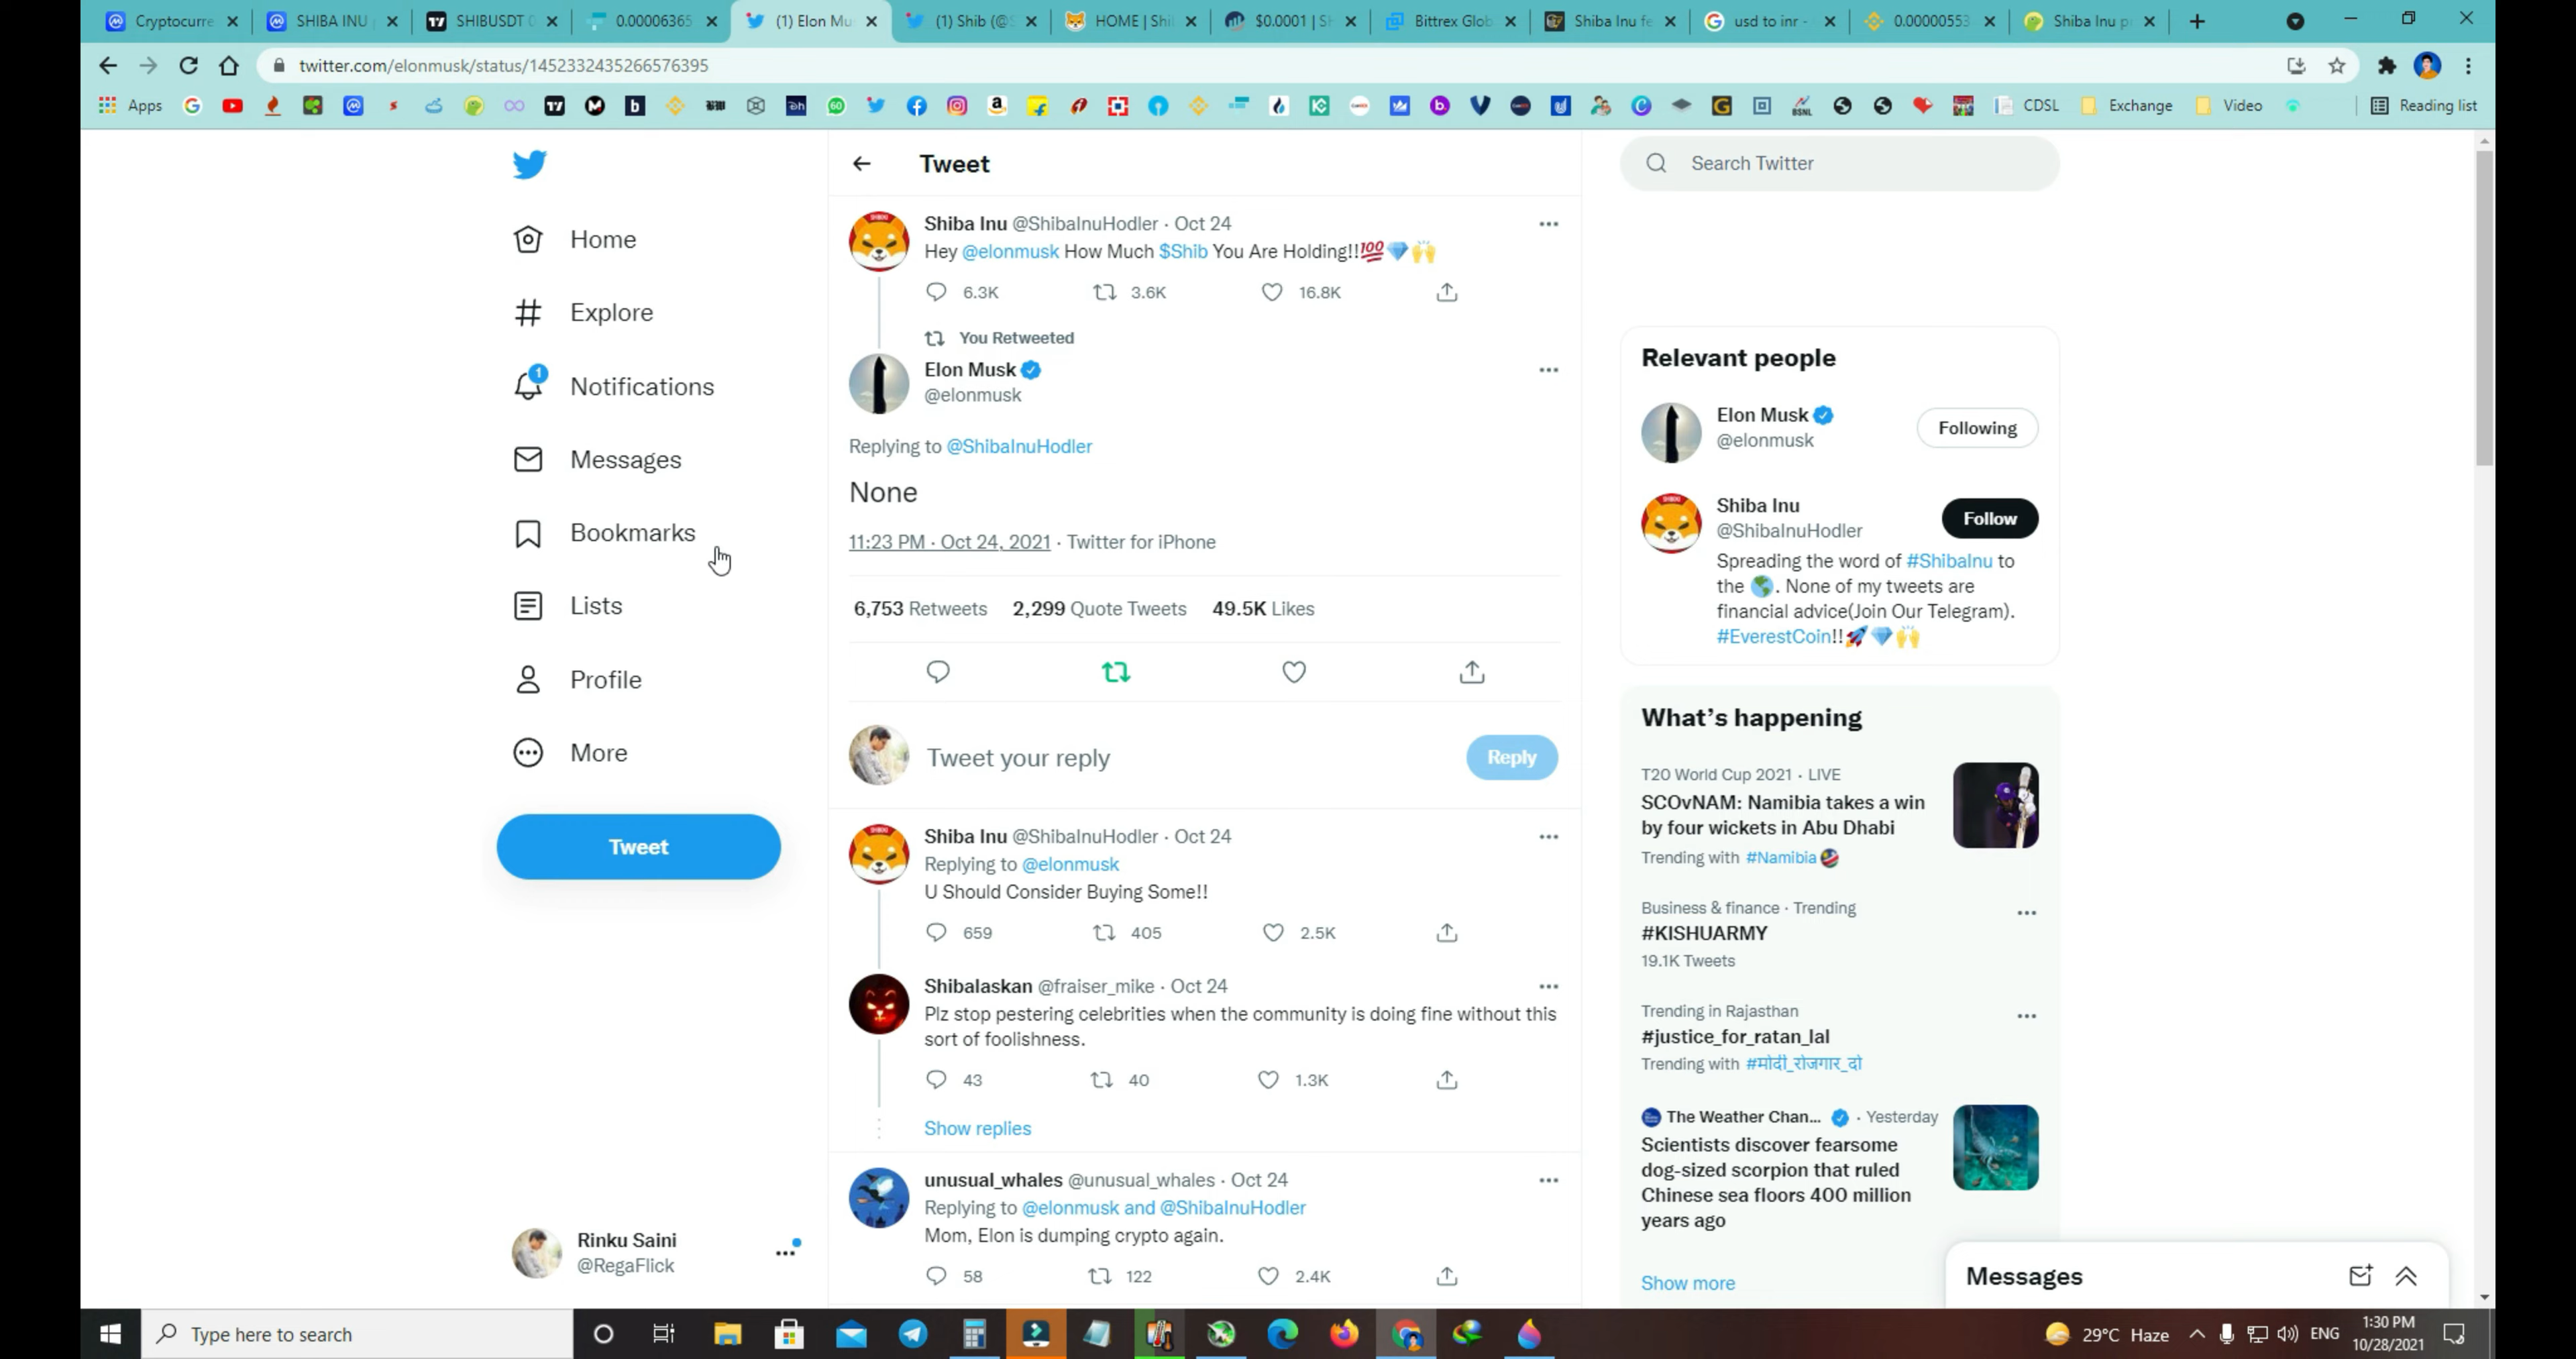 Cryptocurre
SHIBA INU
SHIBUSDT
0.00006365
(1) Elon Mu
(1) Shib (@
HOME | Shi
$0.0001 | S
Bittrex Glob
Shiba Inu fe
usd to inr -
0.00000553
Shiba Inu p
twitter.com/elonmusk/status/1452332435266576395
Apps
CDSL
Exchange
Video
Reading list
Home
Explore
1
Notifications
Messages
Bookmarks
Lists
Profile
More
Tweet
Rinku Saini
@RegaFlick
Tweet
Shiba Inu @ShibaInuHodler · Oct 24
Hey @elonmusk How Much $Shib You Are Holding!!💯💎🙌
6.3K 3.6K 16.8K
You Retweeted
Elon Musk
@elonmusk
Replying to @ShibaInuHodler
None
11:23 PM · Oct 24, 2021 · Twitter for iPhone
6,753 Retweets 2,299 Quote Tweets 49.5K Likes
Tweet your reply
Reply
Shiba Inu @ShibaInuHodler · Oct 24
Replying to @elonmusk
U Should Consider Buying Some!!
659 405 2.5K
Shibalaskan @fraiser_mike · Oct 24
Plz stop pestering celebrities when the community is doing fine without this
sort of foolishness.
43 40 1.3K
Show replies
unusual_whales @unusual_whales · Oct 24
Replying to @elonmusk and @ShibaInuHodler
Mom, Elon is dumping crypto again.
58 122 2.4K
Search Twitter
Relevant people
Elon Musk
@elonmusk
Following
Shiba Inu
@ShibaInuHodler
Follow
Spreading the word of #ShibaInu to
the 🌎. None of my tweets are
financial advice(Join Our Telegram).
#EverestCoin!!🚀💎🙌
What's happening
T20 World Cup 2021 · LIVE
SCOvNAM: Namibia takes a win
by four wickets in Abu Dhabi
Trending with #Namibia
Business & finance · Trending
#KISHUARMY
19.1K Tweets
Trending in Rajasthan
#justice_for_ratan_lal
Trending with #मोदी_रोजगार_दो
The Weather Chan... · Yesterday
Scientists discover fearsome
dog-sized scorpion that ruled
Chinese sea floors 400 million
years ago
Show more
Messages
Type here to search
29°C Haze
ENG
1:30 PM
10/28/2021